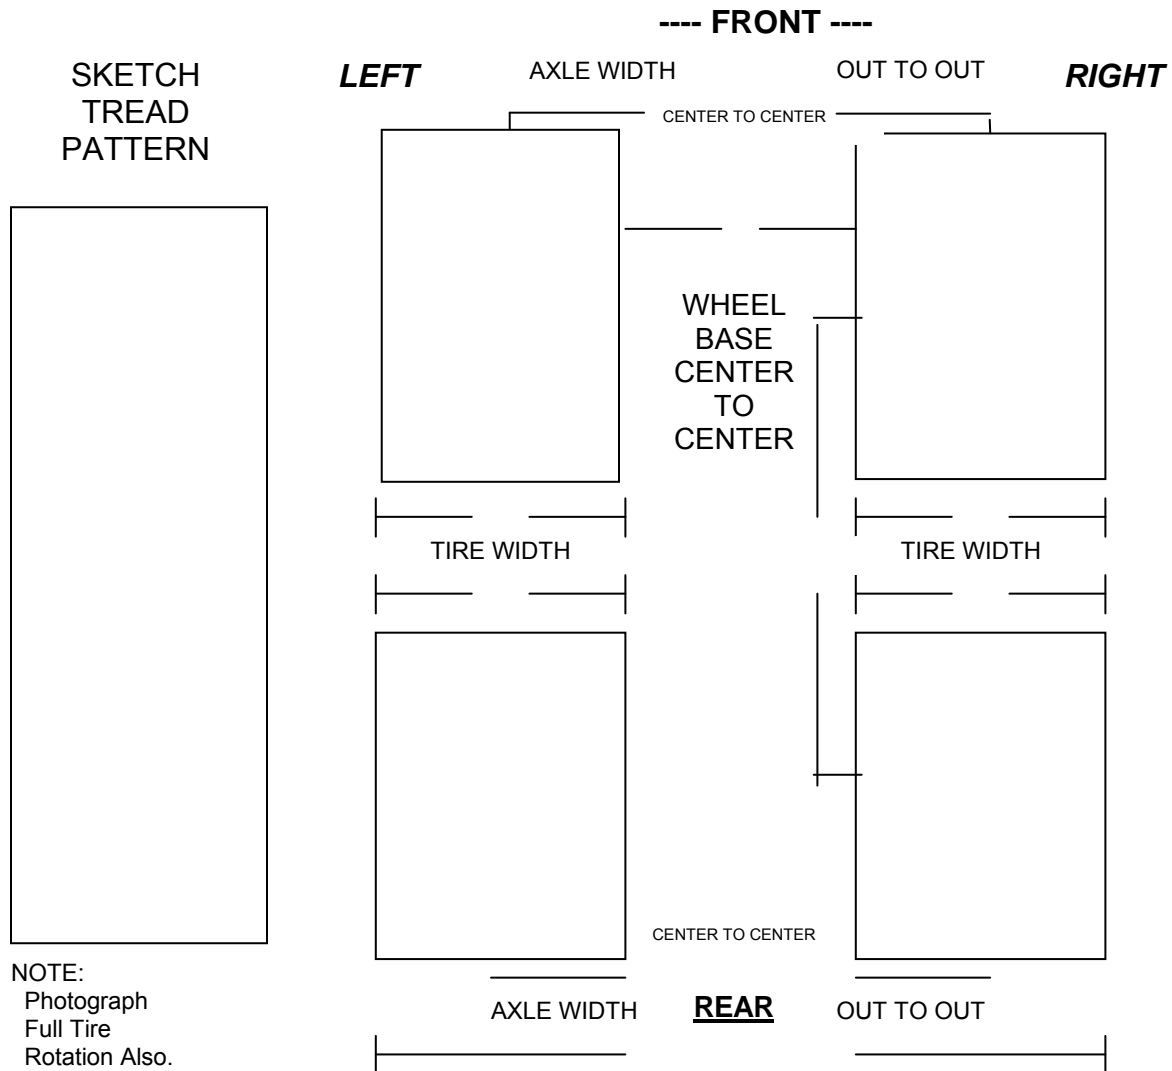 ---- FRONT ----
SKETCH
TREAD
PATTERN
LEFT AXLE WIDTH OUT TO OUT RIGHT
CENTER TO CENTER
WHEEL
BASE
CENTER
TO
CENTER
TIRE WIDTH TIRE WIDTH
CENTER TO CENTER
AXLE WIDTH REAR OUT TO OUT
NOTE:
Photograph
Full Tire
Rotation Also.